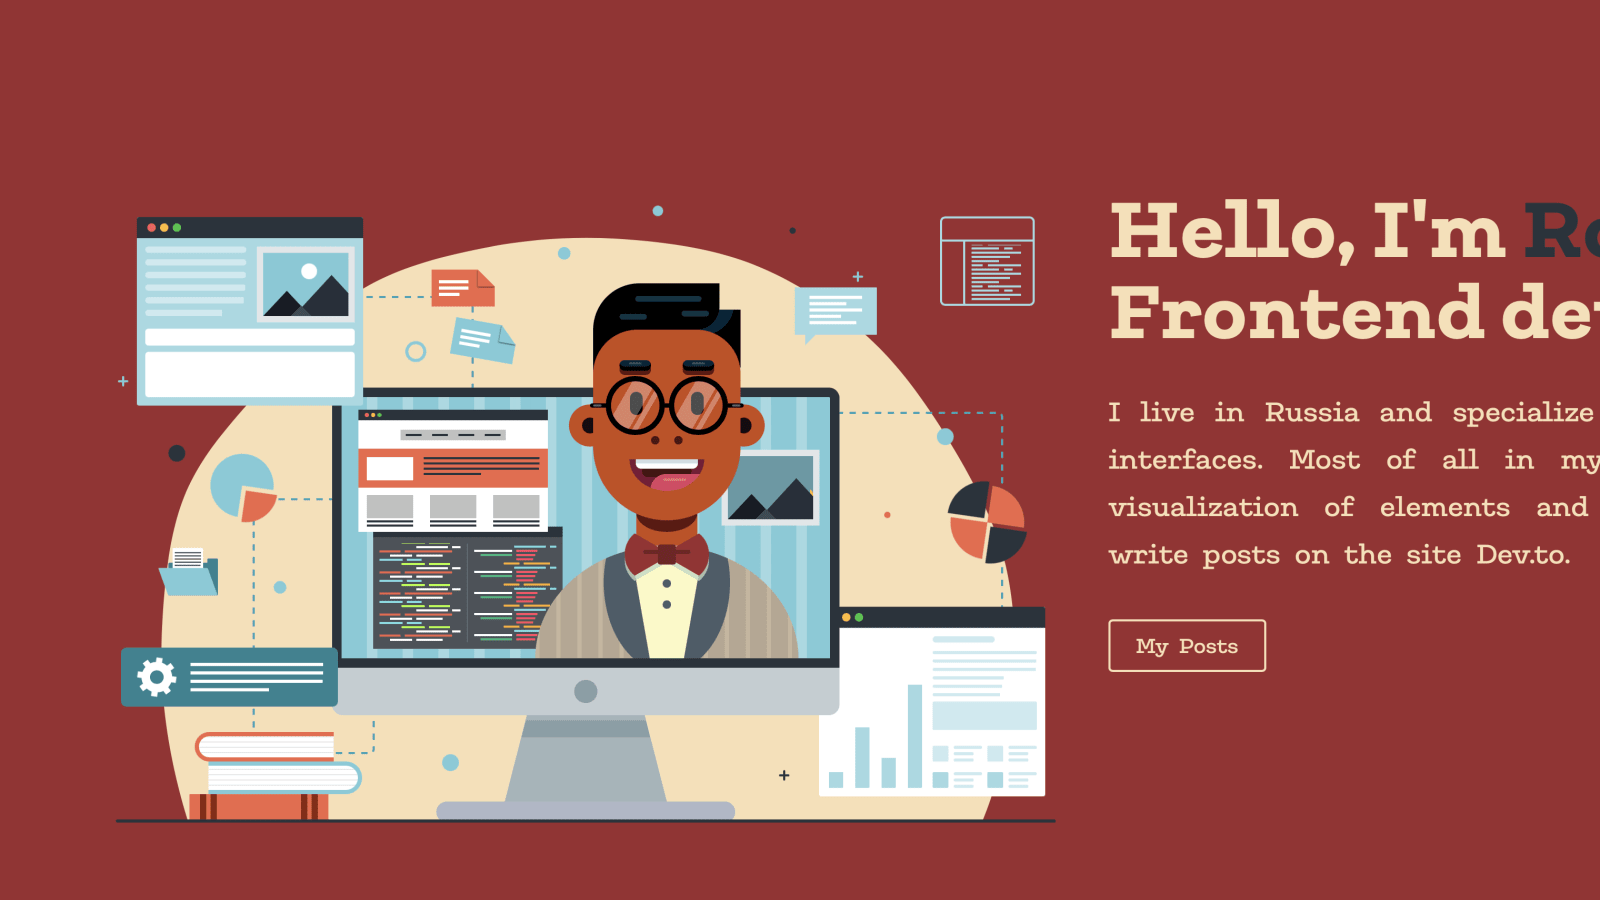 Hello, I'm
Frontend
I live in Russia and specialize
interfaces. Most of all in my
visualization of elements and
write posts on the site Dev.to.
My Posts